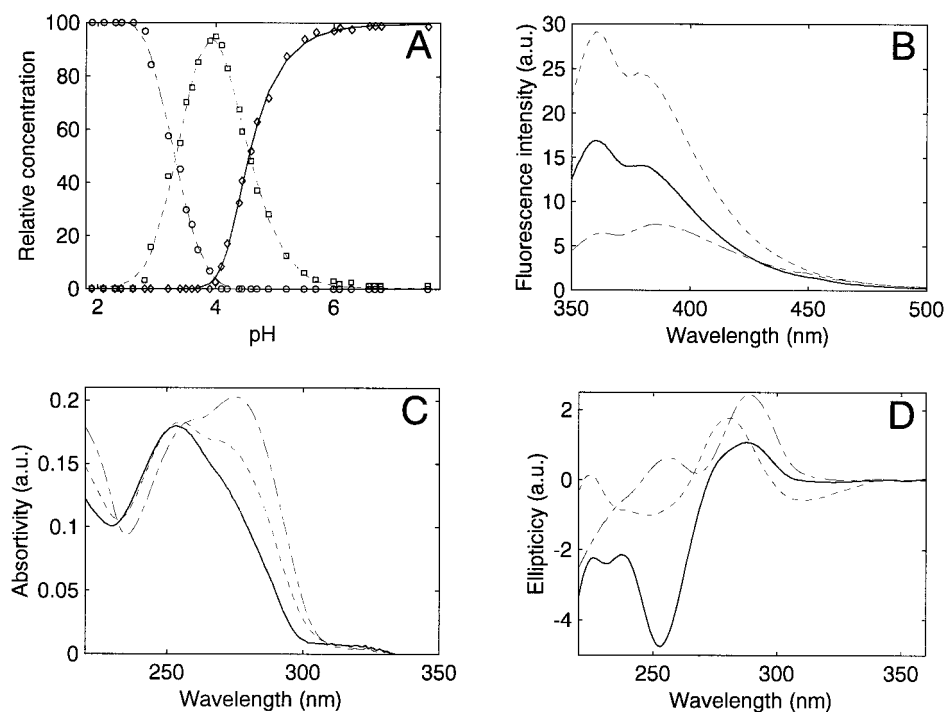 A
100
80
60
40
20
0
2
4
6
Relative concentration
pH
B
30
25
20
15
10
5
0
350
400
450
500
Fluorescence intensity (a.u.)
Wavelength (nm)
C
0.2
0.15
0.1
0.05
0
250
300
350
Absortivity (a.u.)
Wavelength (nm)
D
2
0
-2
-4
250
300
350
Ellipticicy (a.u.)
Wavelength (nm)